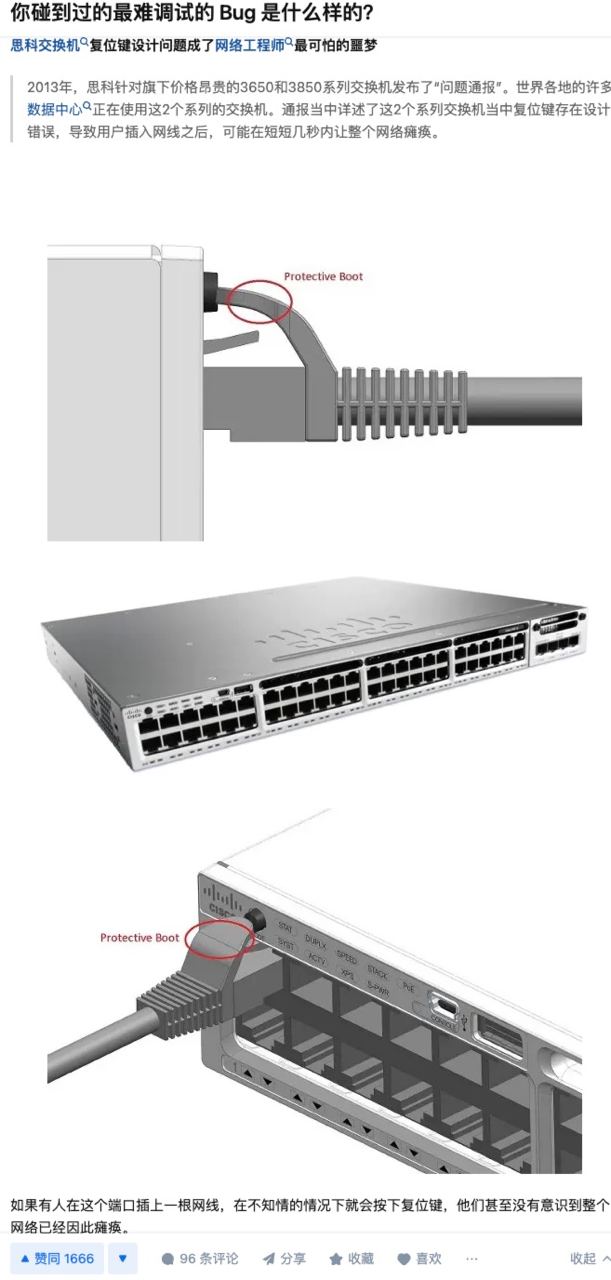 你碰到过的最难调试的 Bug 是什么样的?
思科交换机复位键设计问题成了网络工程师最可怕的噩梦
2013年，思科针对旗下价格昂贵的3650和3850系列交换机发布了“问题通报”。世界各地的许多
数据中心正在使用这2个系列的交换机。通报当中详述了这2个系列交换机当中复位键存在设计
错误，导致用户插入网线之后，可能在短短几秒内让整个网络瘫痪。
Protective Boot
CISCO
CISCO
Protective Boot
STAT DUPLX SPEED STACK PoE
SYST ACTV XPS S-PWR
CONSOLE
1
如果有人在这个端口插上一根网线，在不知情的情况下就会按下复位键，他们甚至没有意识到整个
网络已经因此瘫痪。
赞同 1666 96 条评论 分享 收藏 喜欢 ··· 收起